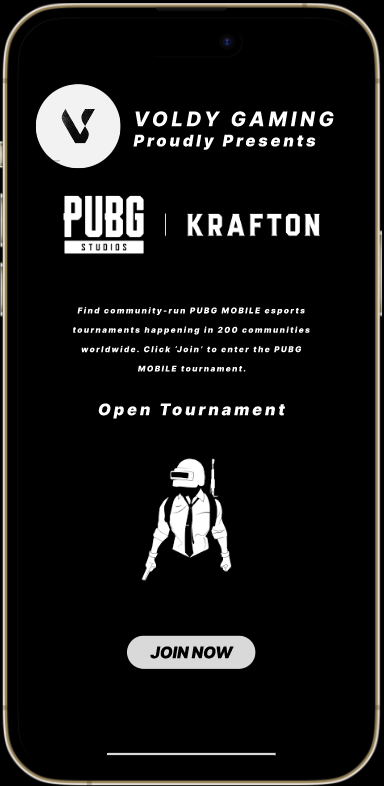 VOLDY GAMING
Proudly Presents
PUBG
STUDIOS
KRAFTON
Find community-run PUBG MOBILE esports
tournaments happening in 200 communities
worldwide. Click 'Join' to enter the PUBG
MOBILE tournament.
Open Tournament
JOIN NOW